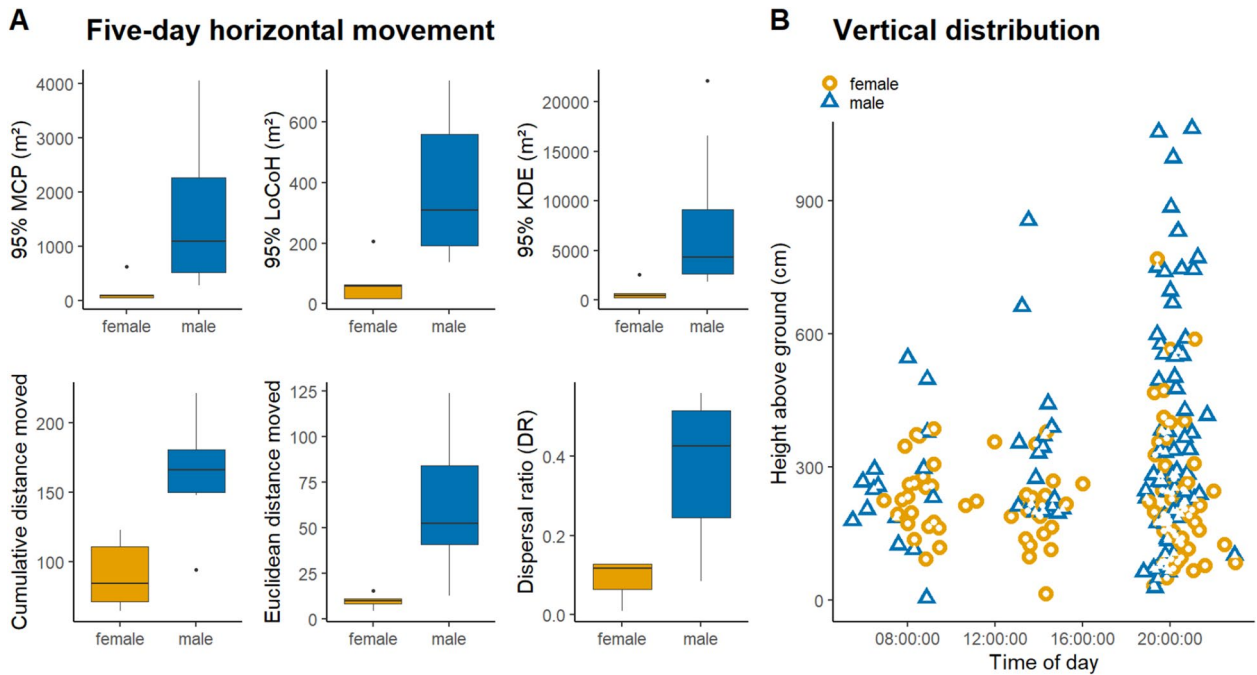 A Five-day horizontal movement
95% MCP (m²)
4000
3000
2000
1000
0
female male
95% LoCoH (m²)
600
400
200
0
female male
95% KDE (m²)
20000
15000
10000
5000
0
female male
Cumulative distance moved
200
150
100
female male
Euclidean distance moved
125
100
75
50
25
0
female male
Dispersal ratio (DR)
0.4
0.2
0.0
female male
B Vertical distribution
female
male
Height above ground (cm)
900
600
300
0
08:00:00 12:00:00 16:00:00 20:00:00
Time of day